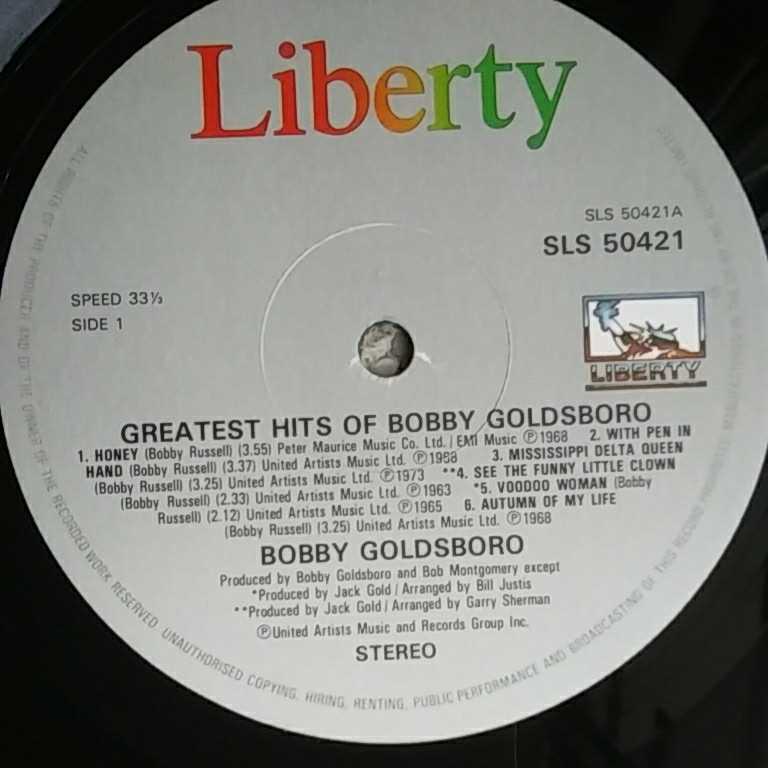 Liberty
SLS 50421A
SLS 50421
SPEED 33⅓
SIDE 1
LIBERTY
GREATEST HITS OF BOBBY GOLDSBORO
1. HONEY (Bobby Russell) (3.55) Peter Maurice Music Co. Ltd. / EMI Music ℗1968 2. WITH PEN IN
HAND (Bobby Russell) (3.37) United Artists Music Ltd. ℗1968 3. MISSISSIPPI DELTA QUEEN
(Bobby Russell) (3.25) United Artists Music Ltd. ℗1973 **4. SEE THE FUNNY LITTLE CLOWN
(Bobby Russell) (2.33) United Artists Music Ltd. ℗1963 *5. VOODOO WOMAN (Bobby
Russell) (2.12) United Artists Music Ltd. ℗1965 6. AUTUMN OF MY LIFE
(Bobby Russell) (3.25) United Artists Music Ltd. ℗1968
BOBBY GOLDSBORO
Produced by Bobby Goldsboro and Bob Montgomery except
*Produced by Jack Gold / Arranged by Bill Justis
**Produced by Jack Gold / Arranged by Garry Sherman
℗United Artists Music and Records Group Inc.
STEREO
ALL RIGHTS OF THE PRODUCER AND OF THE OWNER OF THE RECORDED WORK RESERVED. UNAUTHORISED COPYING, HIRING, RENTING, PUBLIC PERFORMANCE AND BROADCASTING OF THIS RECORD PROHIBITED.